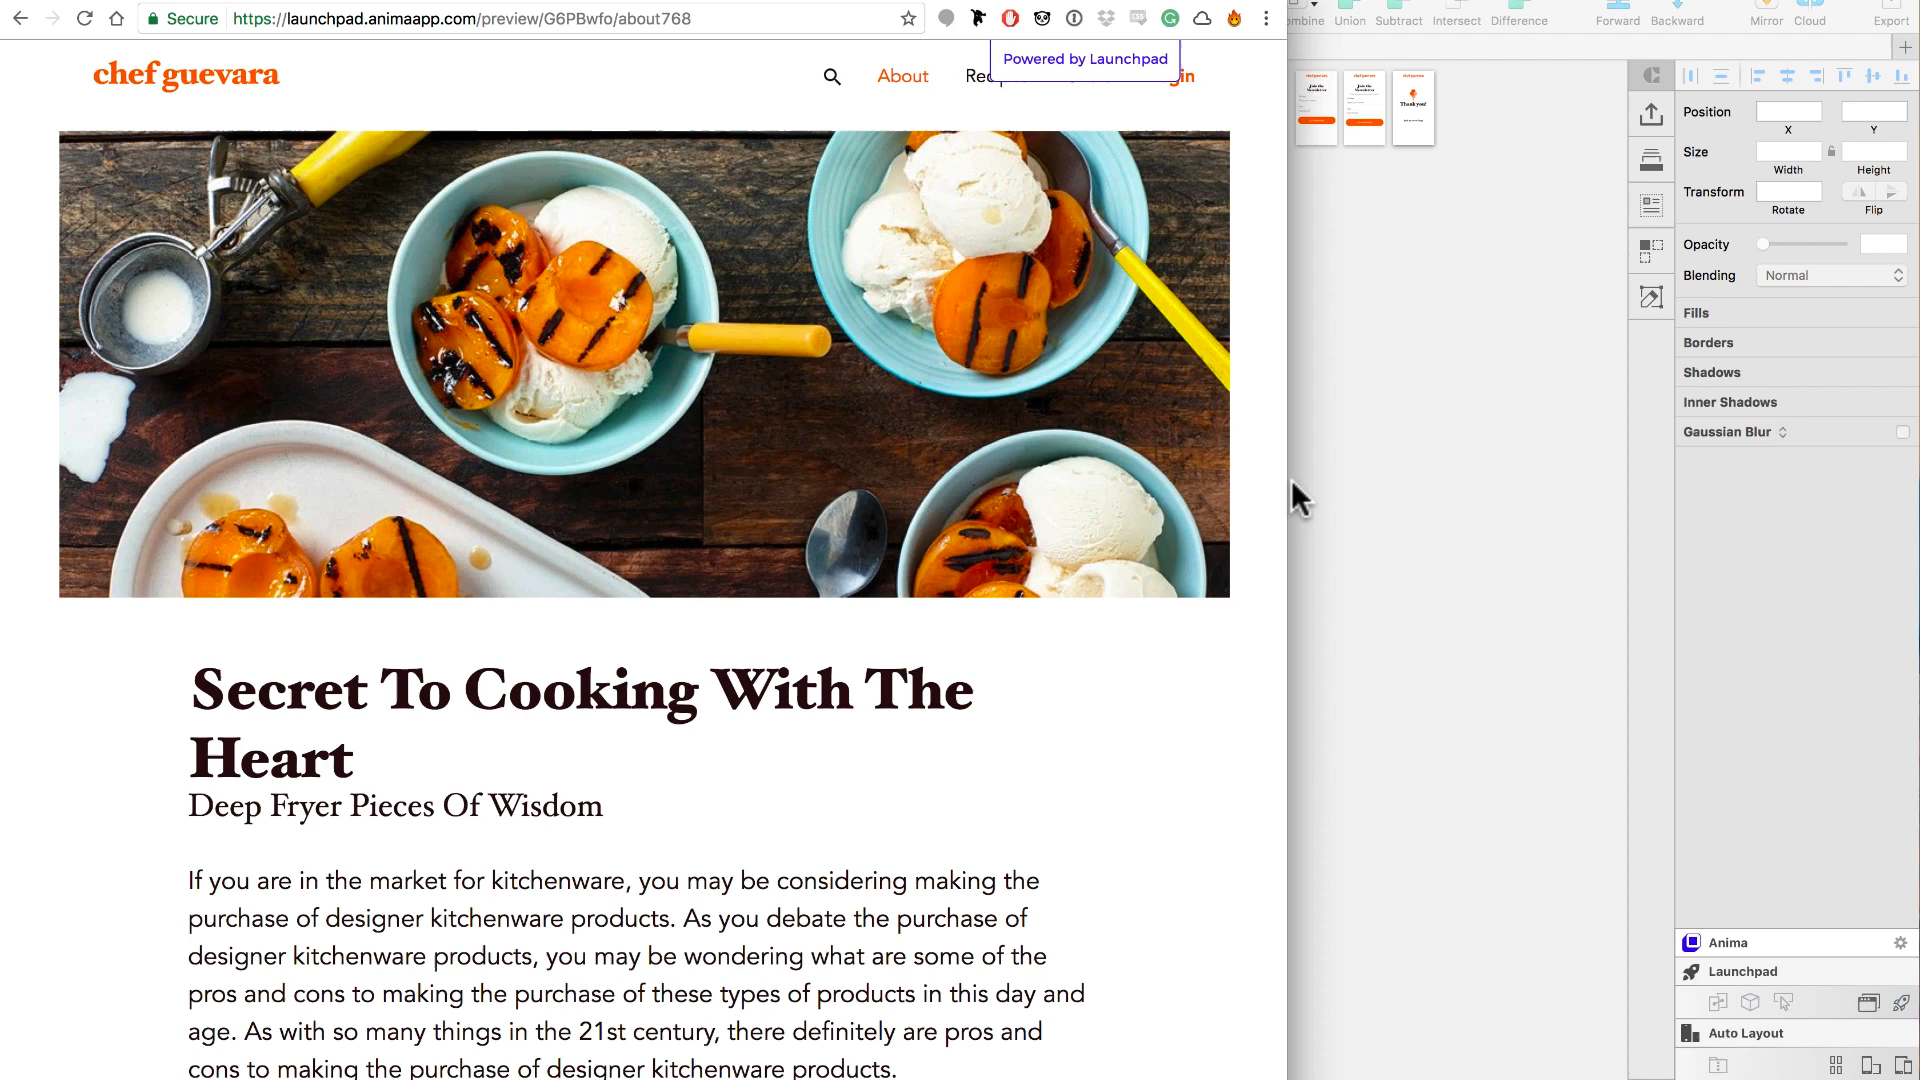 Secure https://launchpad.animaapp.com/preview/G6PBwfo/about768
Union Subtract Intersect Difference Forward Backward Mirror Cloud Export
Powered by Launchpad
chef guevara
About
Position
X Y
Size
Width Height
Transform
Rotate Flip
Opacity
Blending Normal
Fills
Borders
Shadows
Inner Shadows
Gaussian Blur
Thank you!
Secret To Cooking With The
Heart
Deep Fryer Pieces Of Wisdom
If you are in the market for kitchenware, you may be considering making the
purchase of designer kitchenware products. As you debate the purchase of
designer kitchenware products, you may be wondering what are some of the
pros and cons to making the purchase of these types of products in this day and
age. As with so many things in the 21st century, there definitely are pros and
cons to making the purchase of designer kitchenware products.
Anima
Launchpad
Auto Layout